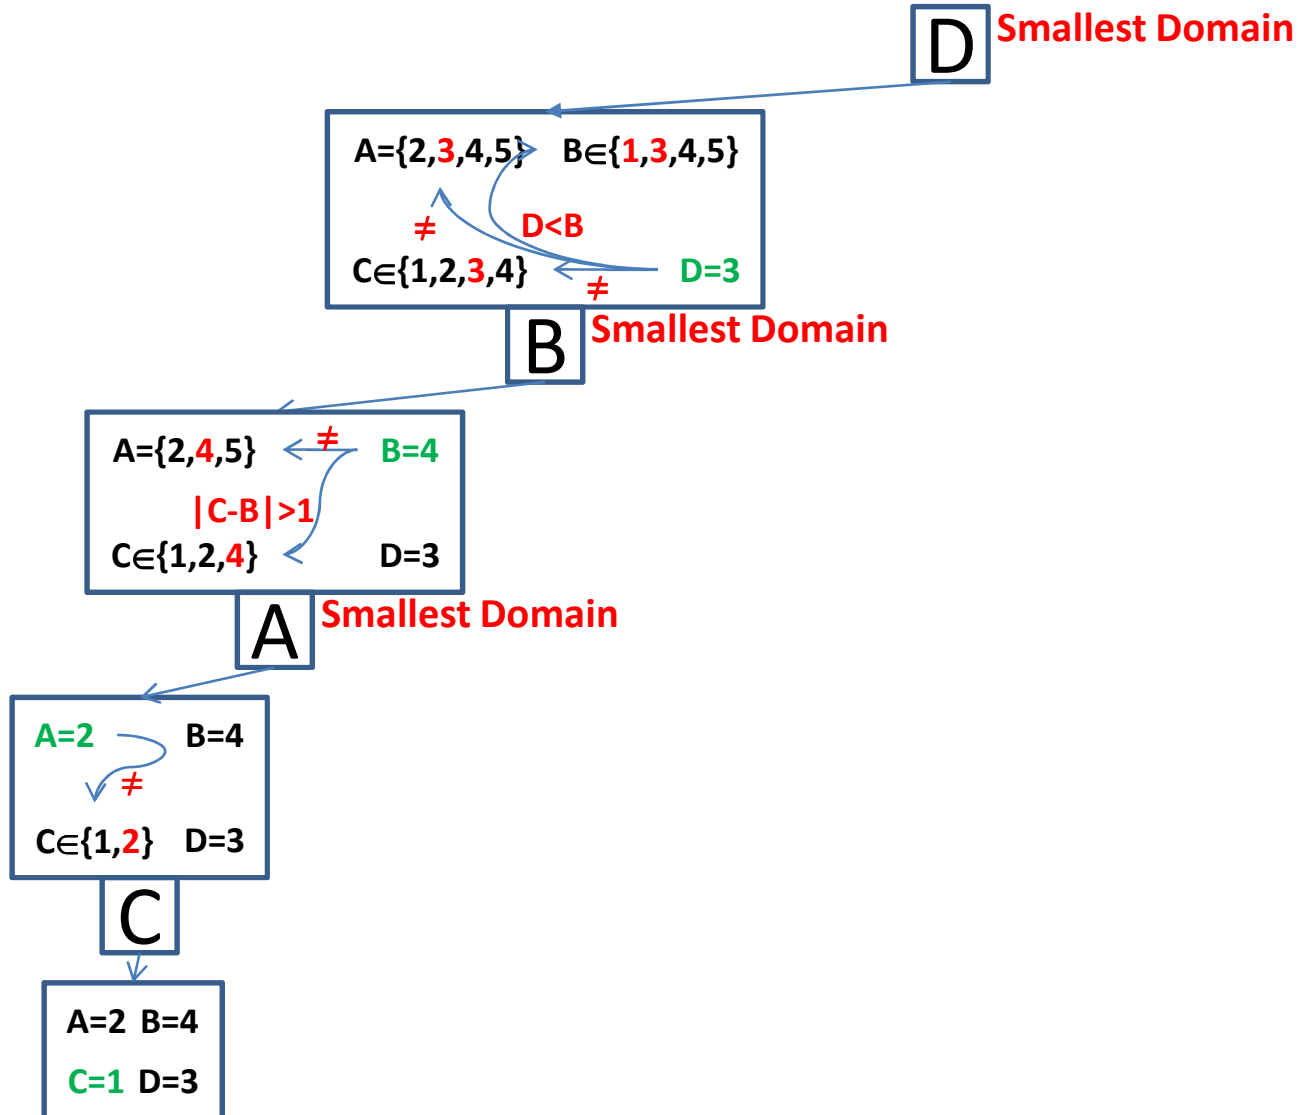 D Smallest Domain
A={2,3,4,5} B∈{1,3,4,5}
≠ D<B
C∈{1,2,3,4} D=3
≠
B Smallest Domain
A={2,4,5} ≠ B=4
|C-B|>1
C∈{1,2,4} D=3
A Smallest Domain
A=2 B=4
≠
C∈{1,2} D=3
C
A=2 B=4
C=1 D=3